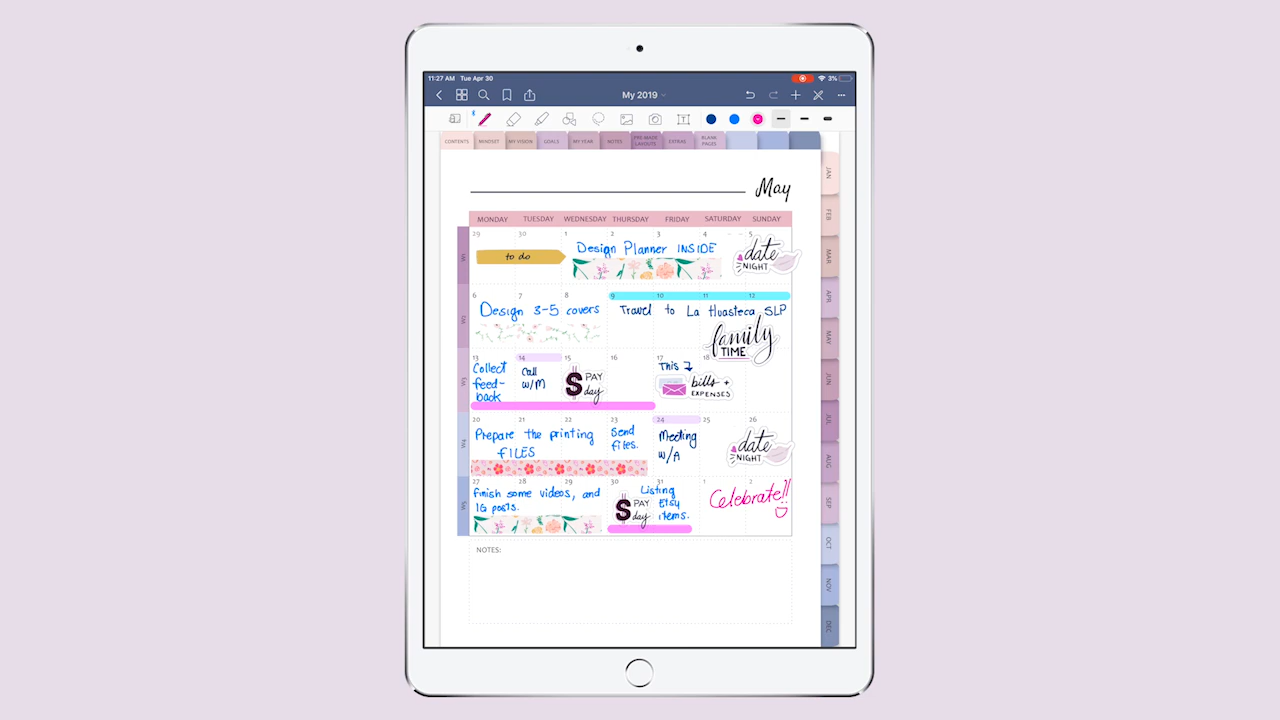 11:27 AM Tue Apr 30
3%
My 2019
CONTENTS MINDSET MY VISION GOALS MY YEAR NOTES PRE-MADE LAYOUTS EXTRAS BLANK PAGES
May
MONDAY TUESDAY WEDNESDAY THURSDAY FRIDAY SATURDAY SUNDAY
W1
29 30 1 2 3 4
to do
Design Planner INSIDE
date
NIGHT
W2
6 7 8 9 10 11 12
Design 3-5 covers
Travel to La Huasteca SLP
family
TIME
W3
13 14 15 16 17 18
Collect
feed-
back
Call
w/M
$ PAY
day
This
bills +
EXPENSES
W4
20 21 22 23 24 25 26
Prepare the printing
FILES
Send
files.
Meeting
w/A
date
NIGHT
W5
27 28 29 30 31 1 2
Finish some videos, and
IG posts.
$ PAY
day
Listing
Etsy
items.
Celebrate!!
NOTES:
JAN
FEB
MAR
APR
MAY
JUN
JUL
AUG
SEP
OCT
NOV
DEC